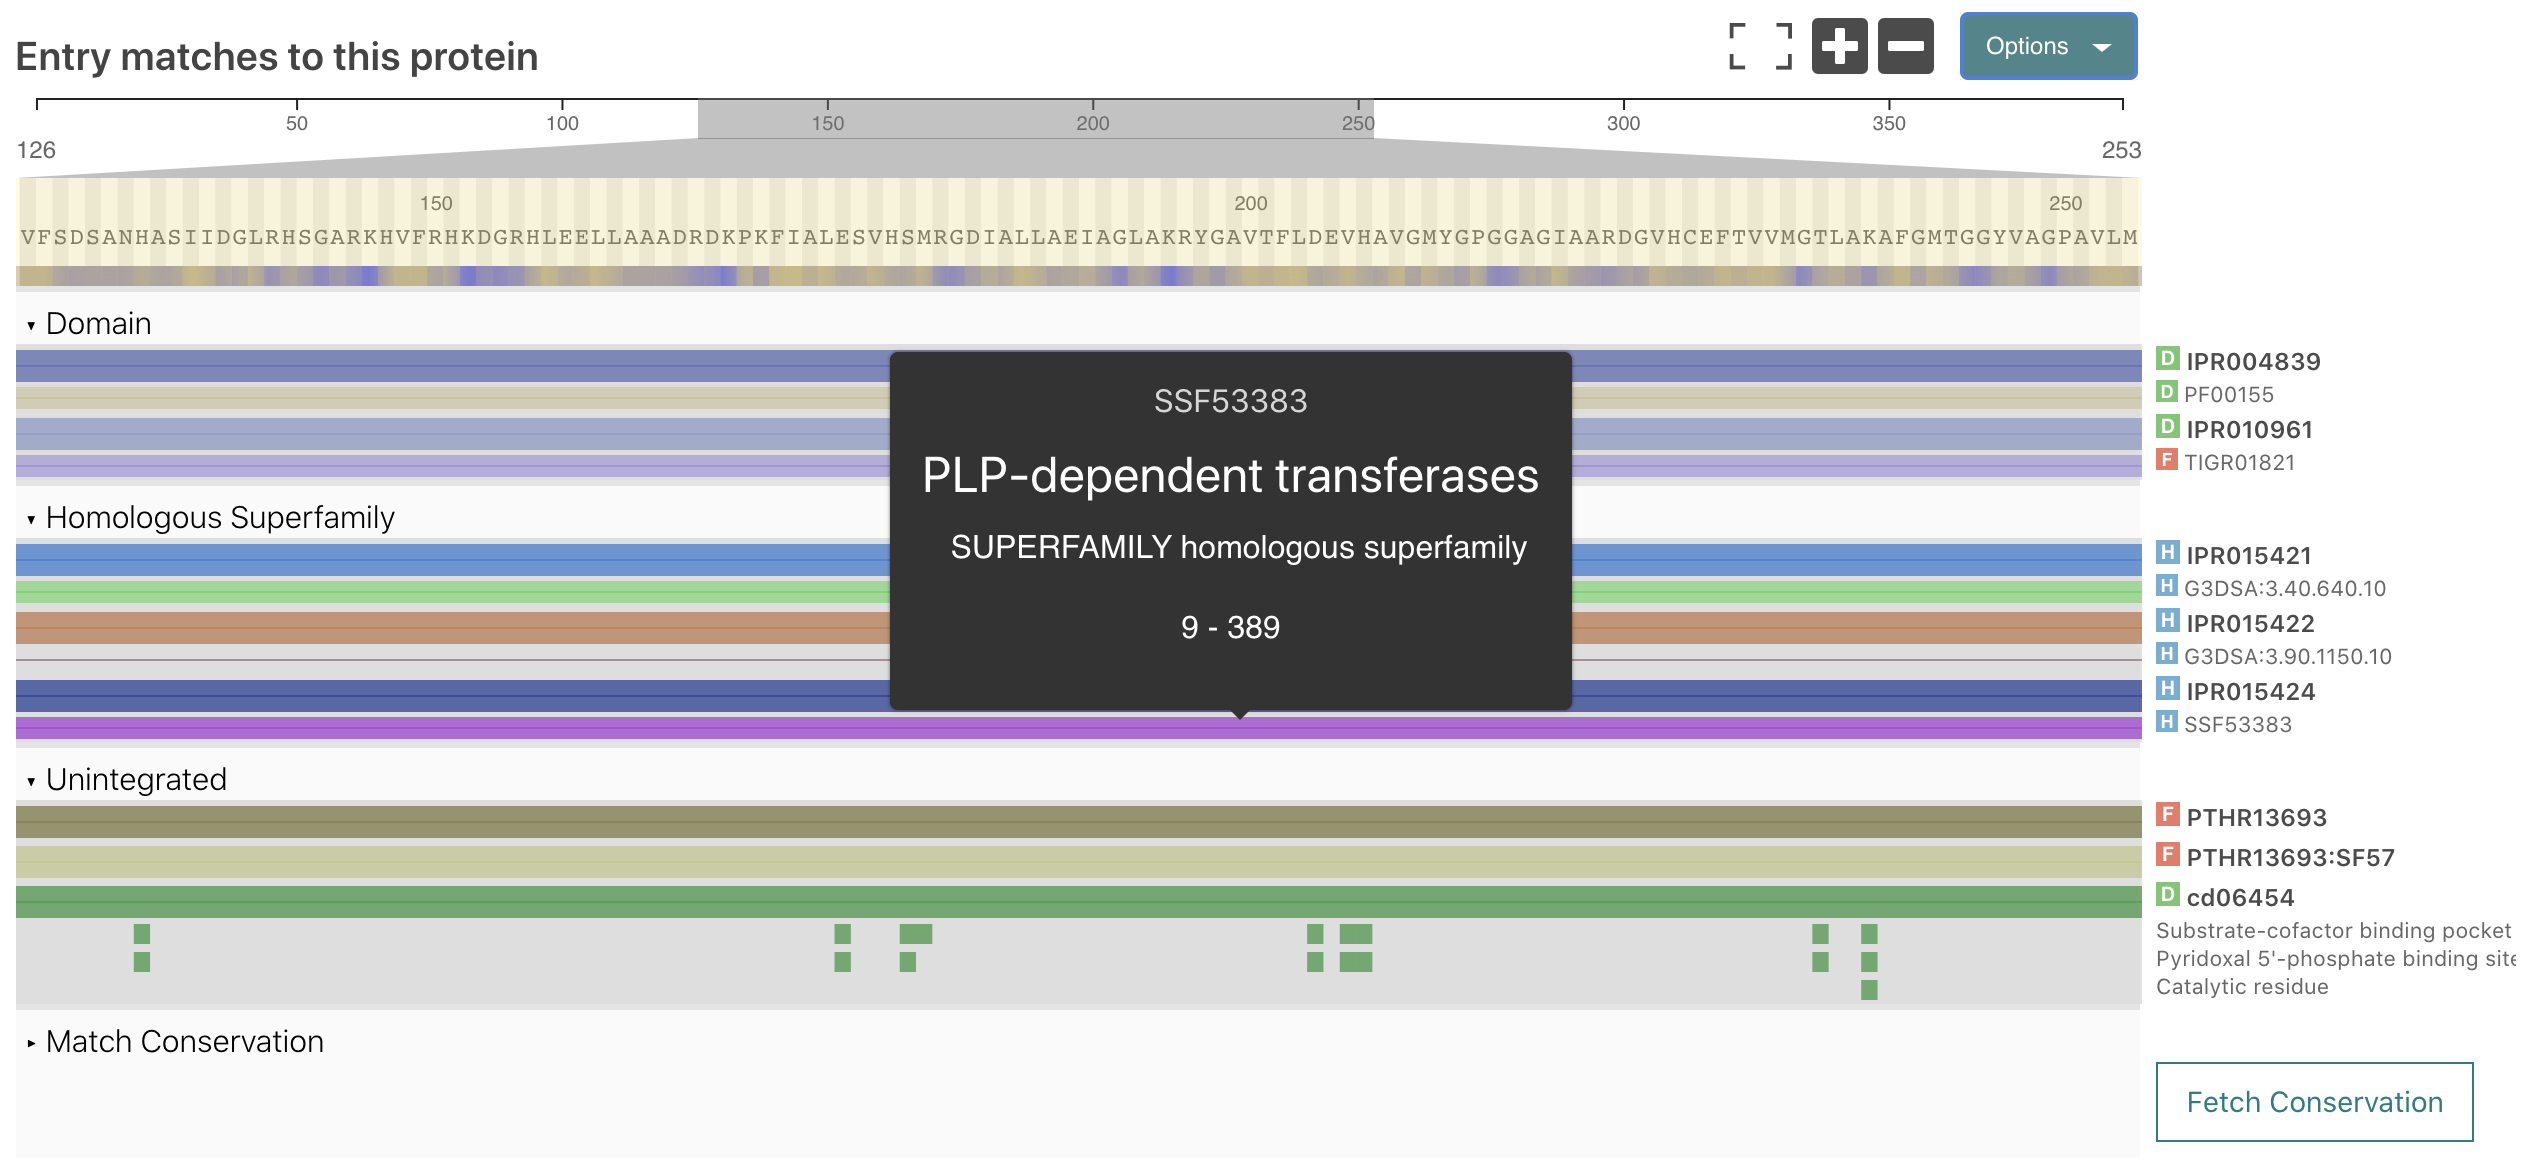 Entry matches to this protein
Options
50 100 150 200 250 300 350
126 253
150 200 250
VFSDSANHASIIDGLRHSGARKHVFRHKDGRHLEELLAAADRDKPKFIALESVHSMRGDIALLAEIAGLAKRYGAVTFLDEVHAVGMYGPGGAGIAARDGVHCEFTVVMGTLAKAFGMTGGYVAGPAVLM
Domain
D IPR004839
D PF00155
D IPR010961
F TIGR01821
SSF53383
PLP-dependent transferases
SUPERFAMILY homologous superfamily
9 - 389
Homologous Superfamily
H IPR015421
H G3DSA:3.40.640.10
H IPR015422
H G3DSA:3.90.1150.10
H IPR015424
H SSF53383
Unintegrated
F PTHR13693
F PTHR13693:SF57
D cd06454
Substrate-cofactor binding pocket
Pyridoxal 5'-phosphate binding site
Catalytic residue
Match Conservation
Fetch Conservation